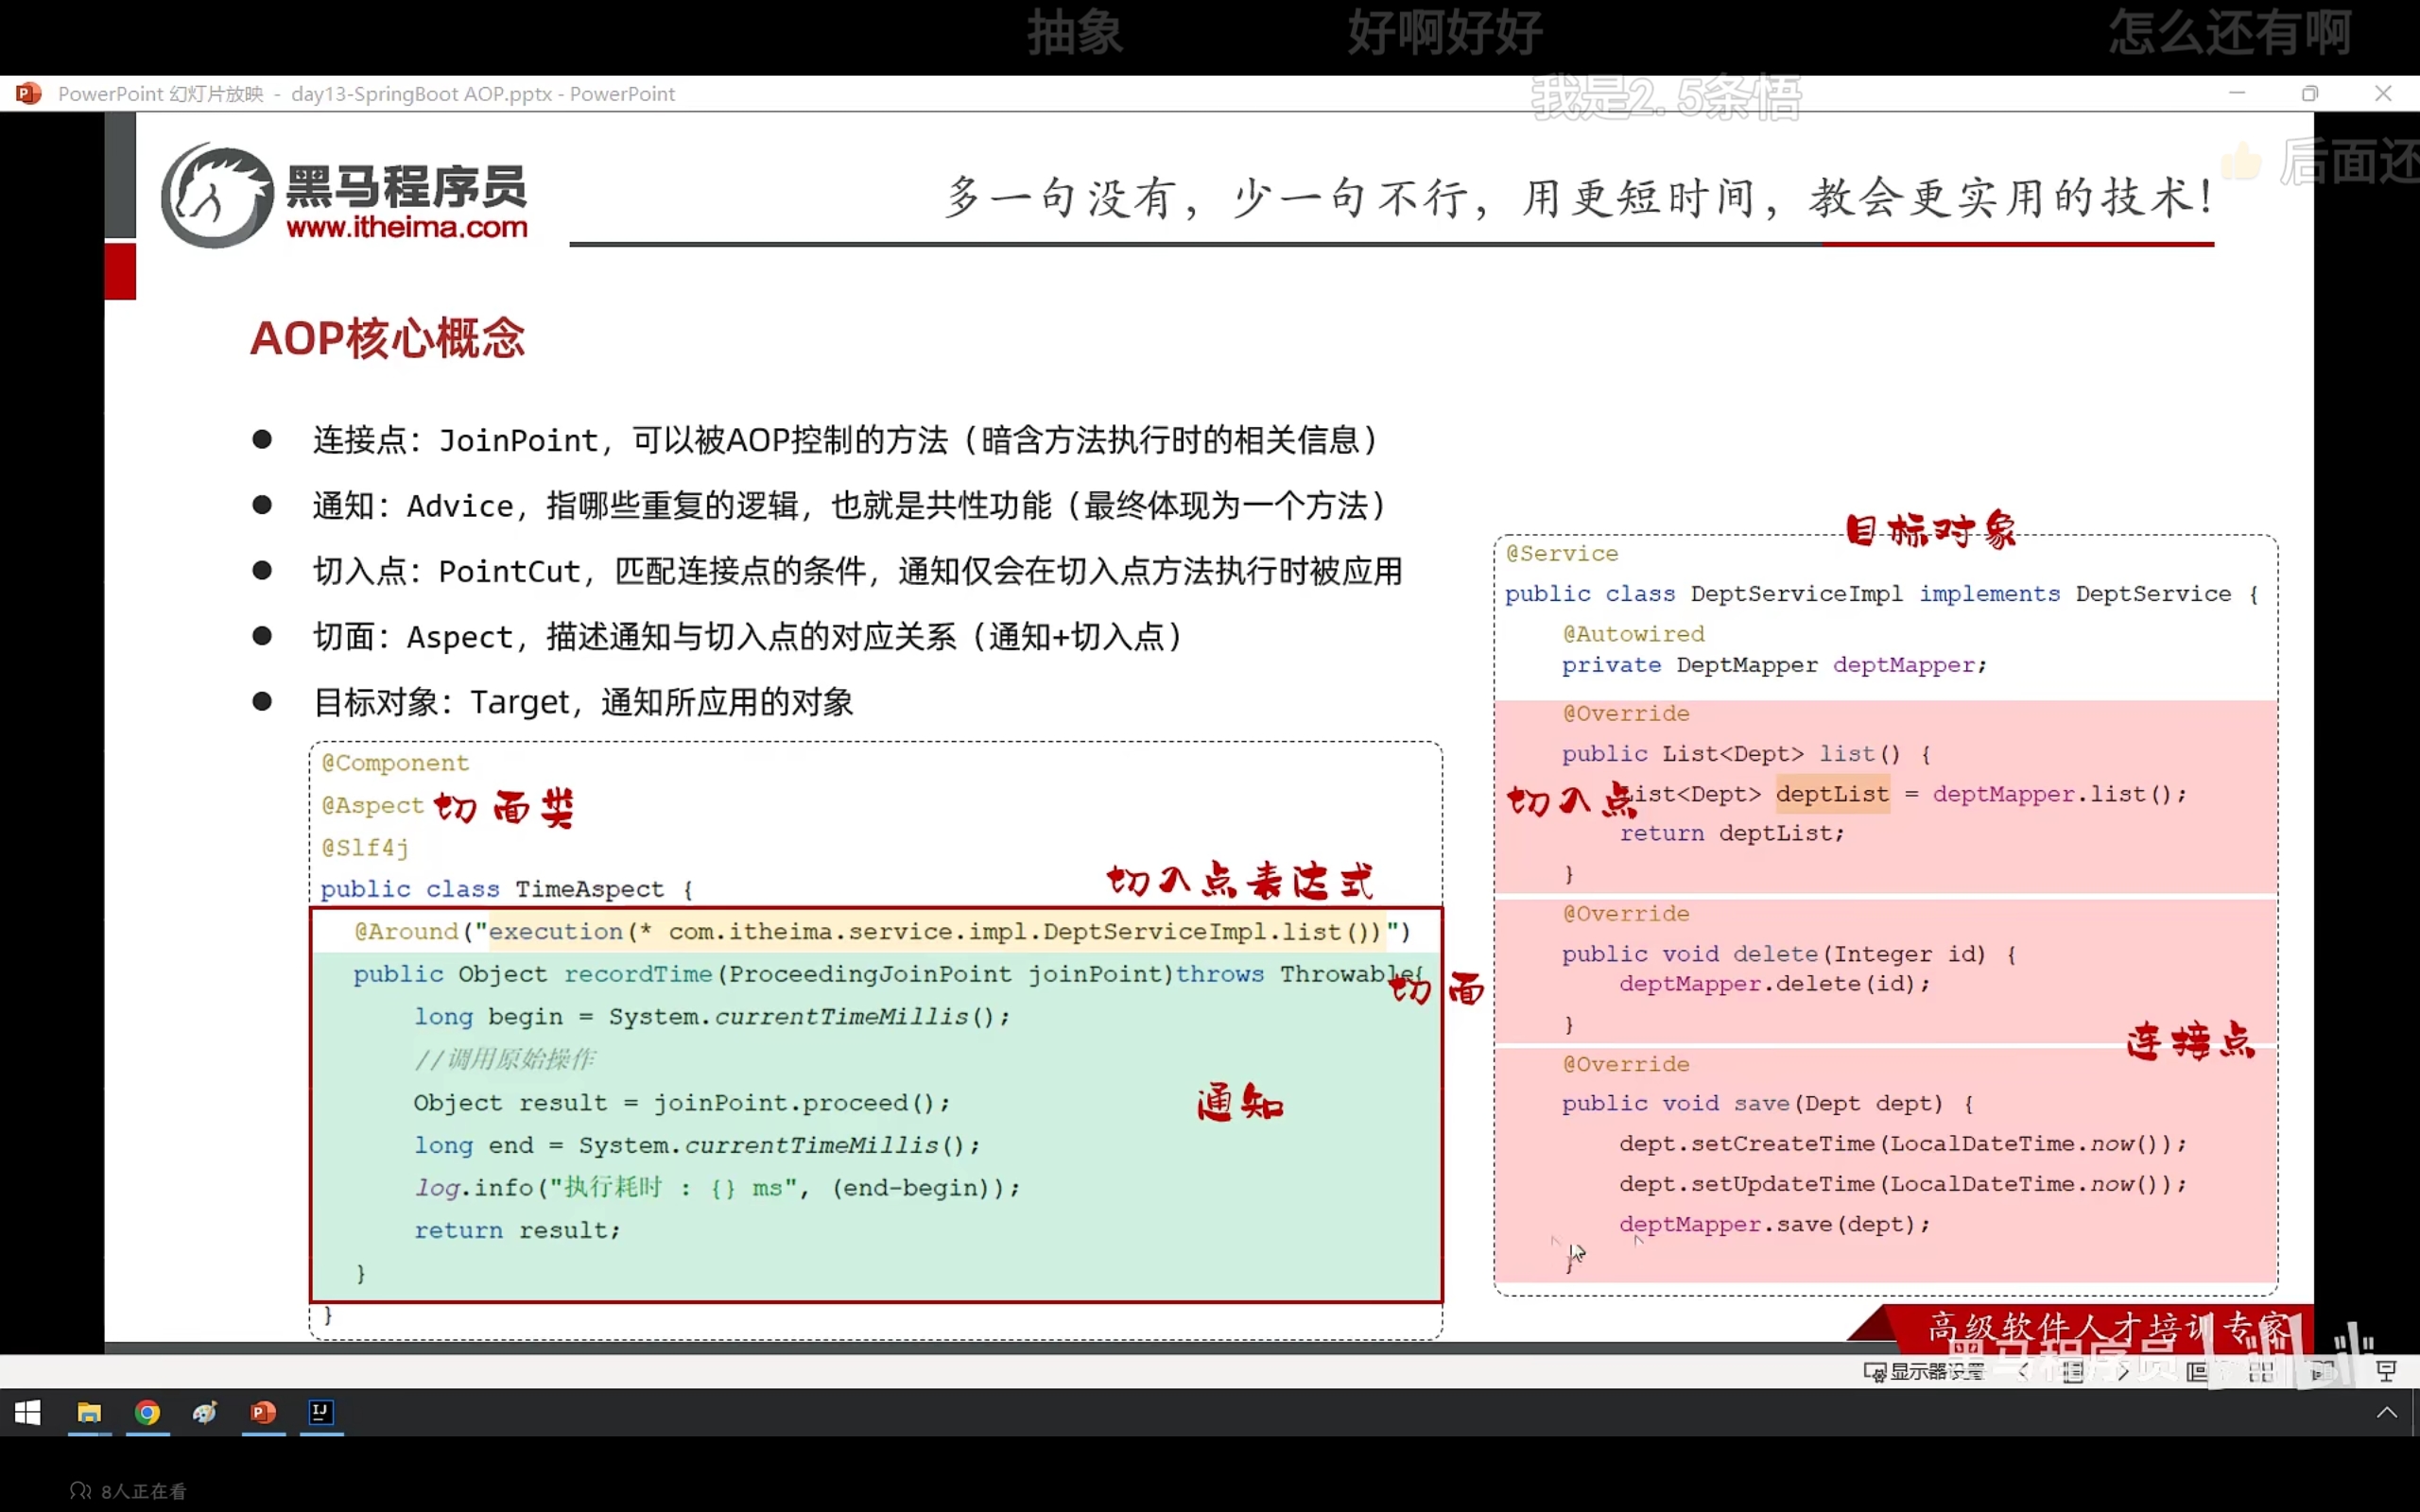 抽象
好啊好好
怎么还有啊
PowerPoint 幻灯片放映 - day13-SpringBoot AOP.pptx - PowerPoint
我是2.5条悟
后面还
黑马程序员
www.itheima.com
多一句没有，少一句不行，用更短时间，教会更实用的技术！
AOP核心概念
● 连接点：JoinPoint，可以被AOP控制的方法（暗含方法执行时的相关信息）
● 通知：Advice，指哪些重复的逻辑，也就是共性功能（最终体现为一个方法）
● 切入点：PointCut，匹配连接点的条件，通知仅会在切入点方法执行时被应用
● 切面：Aspect，描述通知与切入点的对应关系（通知+切入点）
● 目标对象：Target，通知所应用的对象
@Component
@Aspect 切面类
@Slf4j
public class TimeAspect {
切入点表达式
@Around("execution(* com.itheima.service.impl.DeptServiceImpl.list())")
public Object recordTime(ProceedingJoinPoint joinPoint)throws Throwable{
切面
long begin = System.currentTimeMillis();
//调用原始操作
Object result = joinPoint.proceed();
通知
long end = System.currentTimeMillis();
log.info("执行耗时 : {} ms", (end-begin));
return result;
}
}
目标对象
@Service
public class DeptServiceImpl implements DeptService {
@Autowired
private DeptMapper deptMapper;
@Override
public List<Dept> list() {
切入点
List<Dept> deptList = deptMapper.list();
return deptList;
}
@Override
public void delete(Integer id) {
deptMapper.delete(id);
}
连接点
@Override
public void save(Dept dept) {
dept.setCreateTime(LocalDateTime.now());
dept.setUpdateTime(LocalDateTime.now());
deptMapper.save(dept);
}
高级软件人才培训专家
黑马程序员
显示器设置
8人正在看